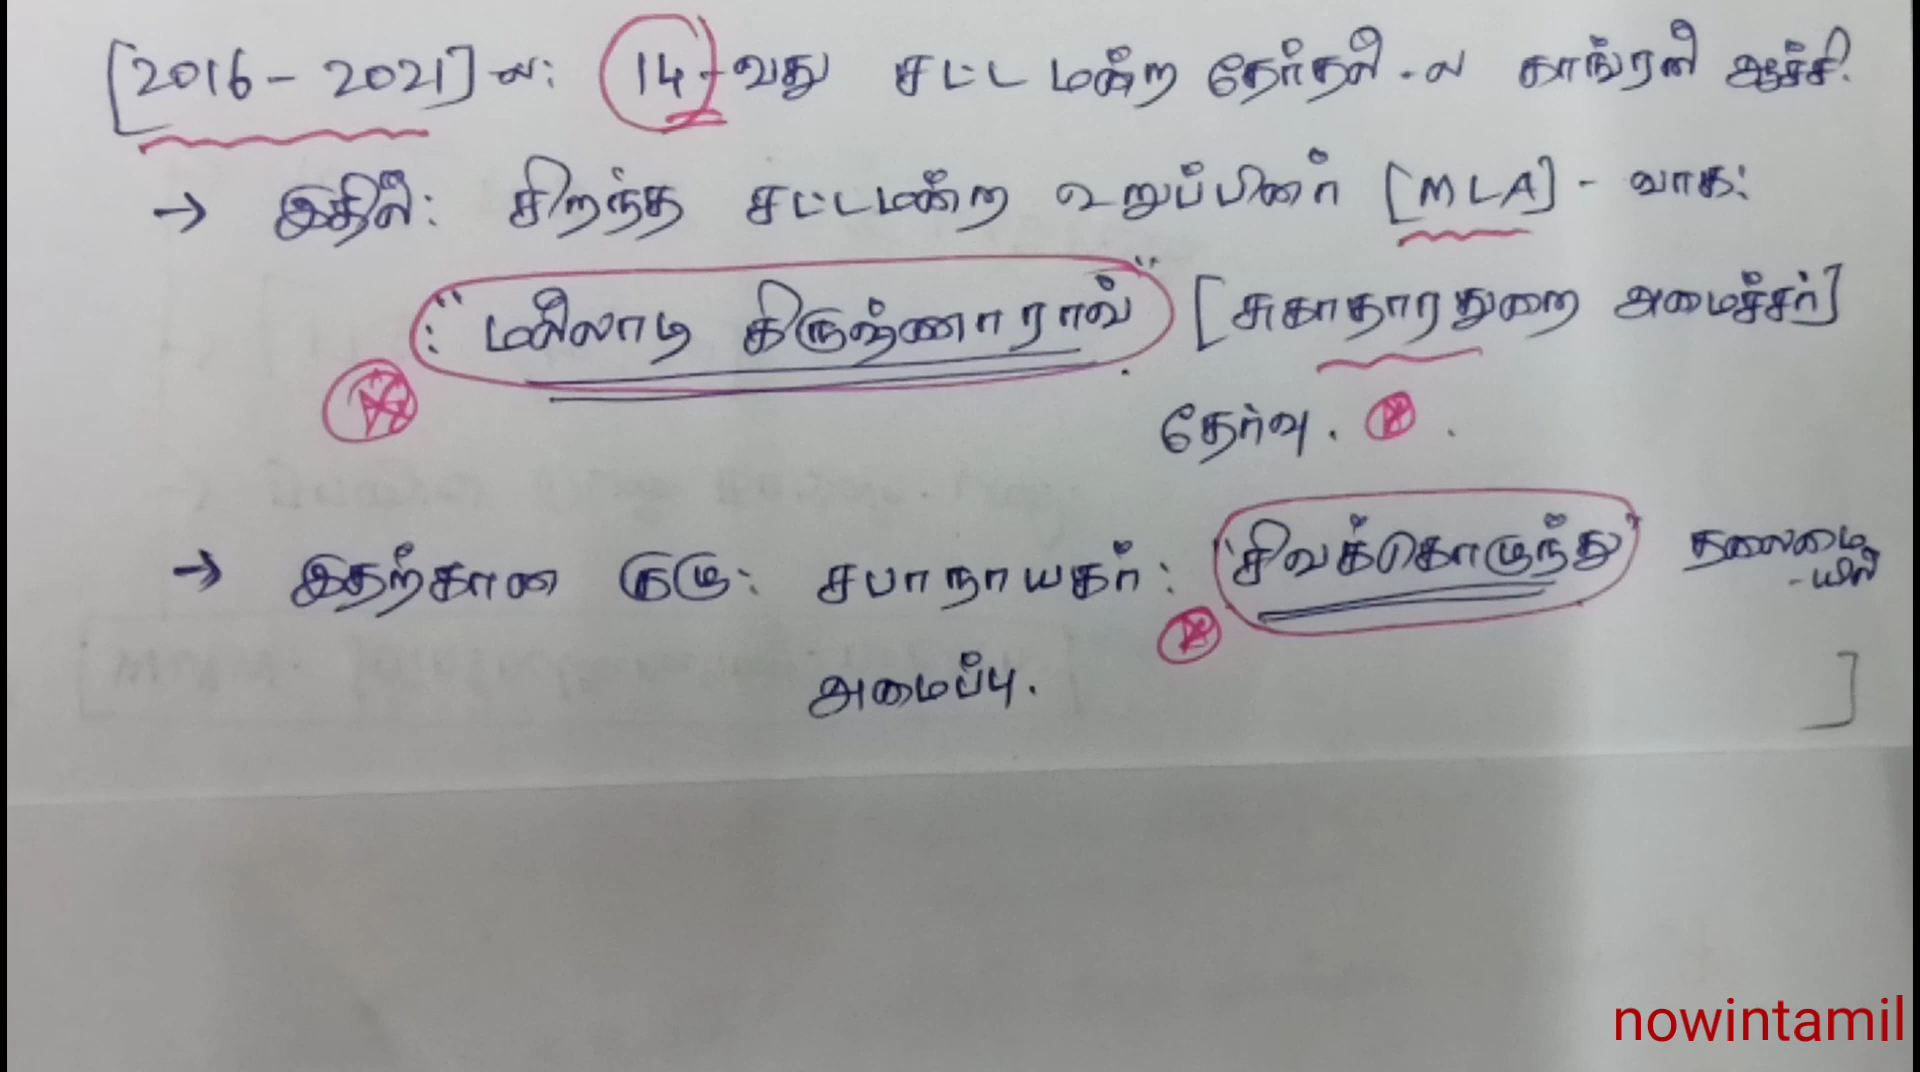 [2016 - 2021] ல: 14-வது சட்டமன்ற தேர்தல்-ல காங்ரஸ் ஆட்சி.
→ இதில்: சிறந்த சட்டமன்ற உறுப்பினர் [MLA] - வாக:
: "மல்லாடி கிருஷ்ணாராவ்". [சுகாதாரதுறை அமைச்சர்]
தேர்வு.
→ இதற்கான குழு: சபாநாயகர்: 'சிவக்கொழுந்து' தலைமை
-யில்
அமைப்பு. ]
nowintamil